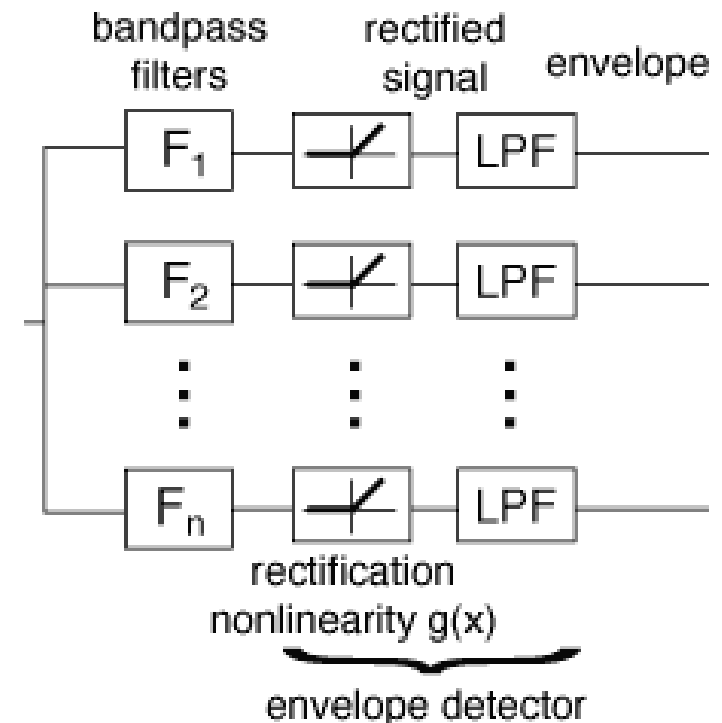 bandpass
filters
rectified
signal
envelope
F₁
LPF
F₂
LPF
Fₙ
LPF
rectification
nonlinearity g(x)
envelope detector